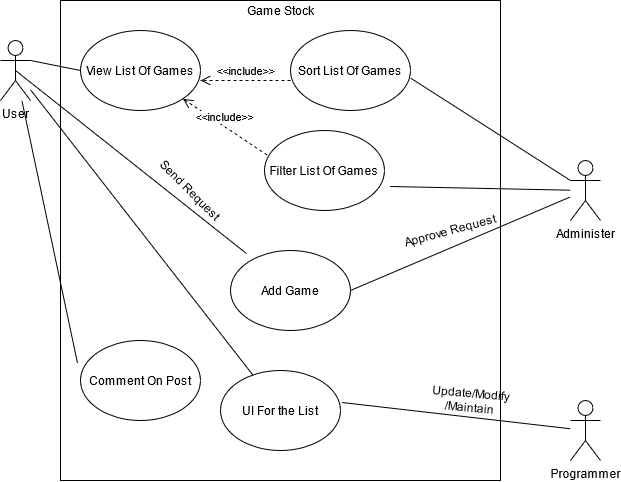 Game Stock
View List Of Games
<<include>>
Sort List Of Games
User
<<include>>
Filter List Of Games
Send Request
Administer
Approve Request
Add Game
Comment On Post
UI For the List
Update/Modify
/Maintain
Programmer